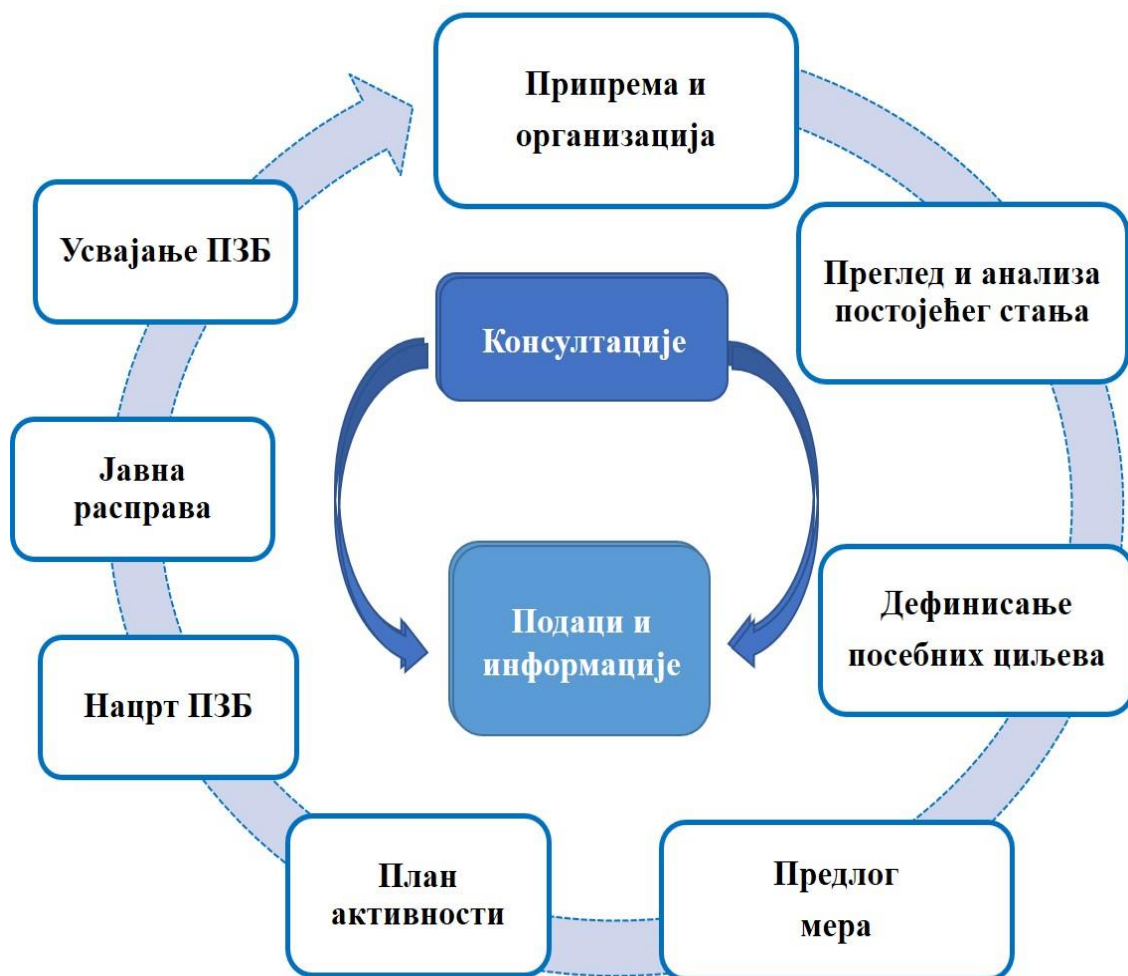 Припрема и
организација
Преглед и анализа
постојећег стања
Дефинисање
посебних циљева
Предлог
мера
План
активности
Нацрт ПЗБ
Јавна
расправа
Усвајање ПЗБ
Консултације
Подаци и
информације